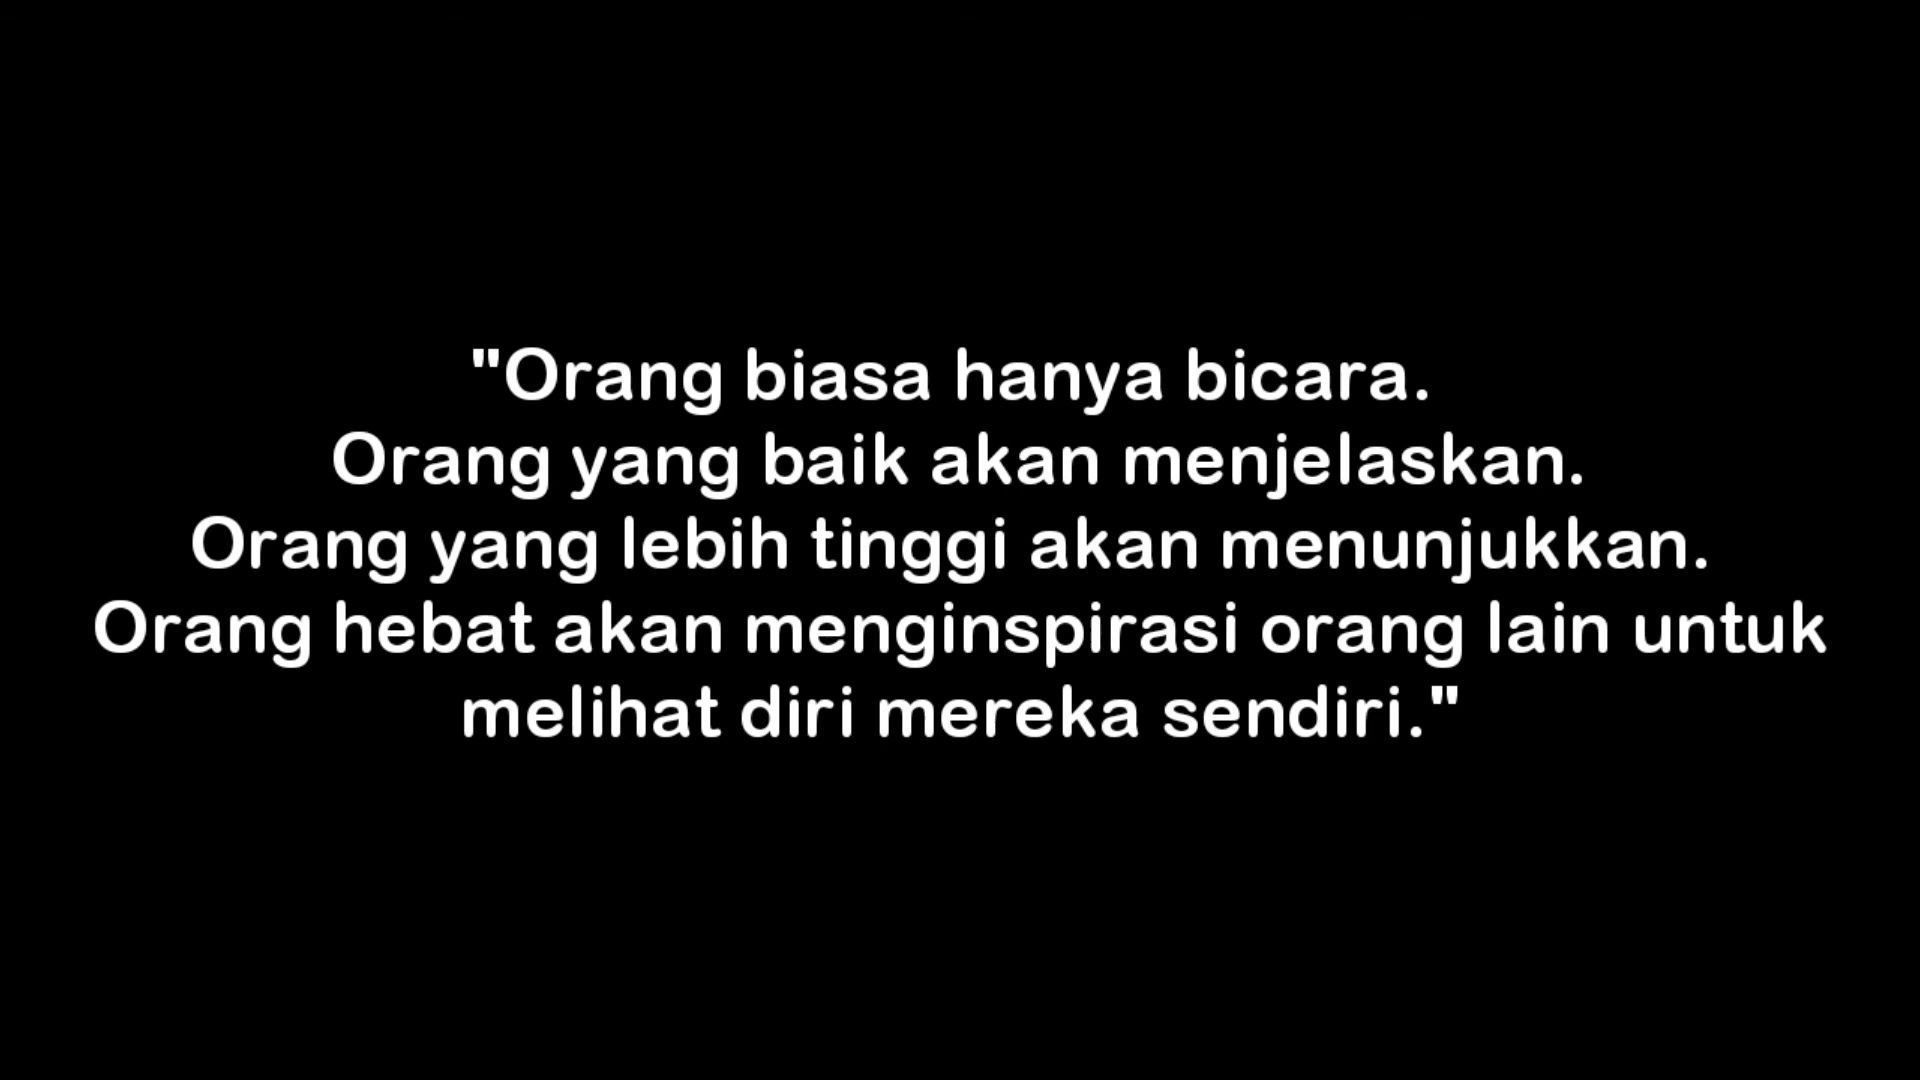 "Orang biasa hanya bicara.
Orang yang baik akan menjelaskan.
Orang yang lebih tinggi akan menunjukkan.
Orang hebat akan menginspirasi orang lain untuk
melihat diri mereka sendiri."